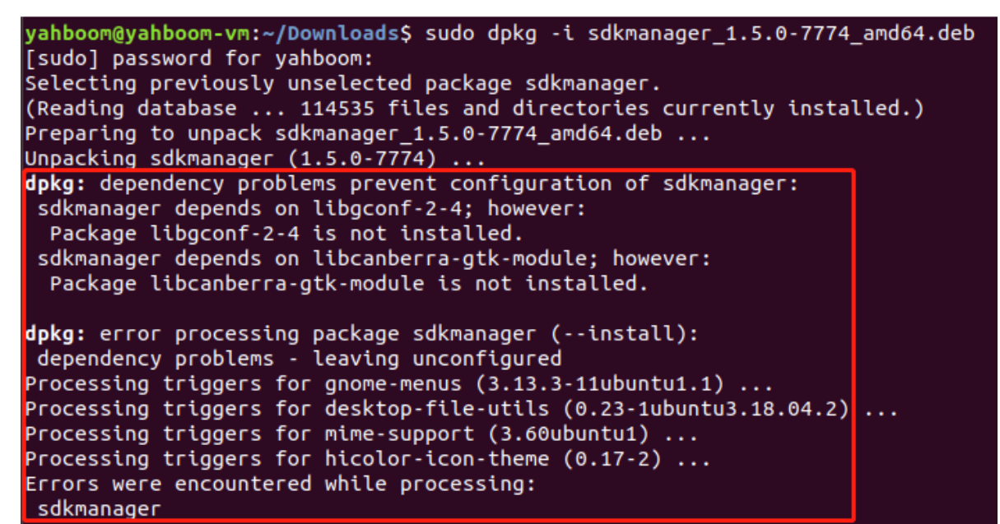 yahboom@yahboom-vm:~/Downloads$ sudo dpkg -i sdkmanager_1.5.0-7774_amd64.deb
[sudo] password for yahboom:
Selecting previously unselected package sdkmanager.
(Reading database ... 114535 files and directories currently installed.)
Preparing to unpack sdkmanager_1.5.0-7774_amd64.deb ...
Unpacking sdkmanager (1.5.0-7774) ...
dpkg: dependency problems prevent configuration of sdkmanager:
 sdkmanager depends on libgconf-2-4; however:
  Package libgconf-2-4 is not installed.
 sdkmanager depends on libcanberra-gtk-module; however:
  Package libcanberra-gtk-module is not installed.

dpkg: error processing package sdkmanager (--install):
 dependency problems - leaving unconfigured
Processing triggers for gnome-menus (3.13.3-11ubuntu1.1) ...
Processing triggers for desktop-file-utils (0.23-1ubuntu3.18.04.2) ...
Processing triggers for mime-support (3.60ubuntu1) ...
Processing triggers for hicolor-icon-theme (0.17-2) ...
Errors were encountered while processing:
 sdkmanager